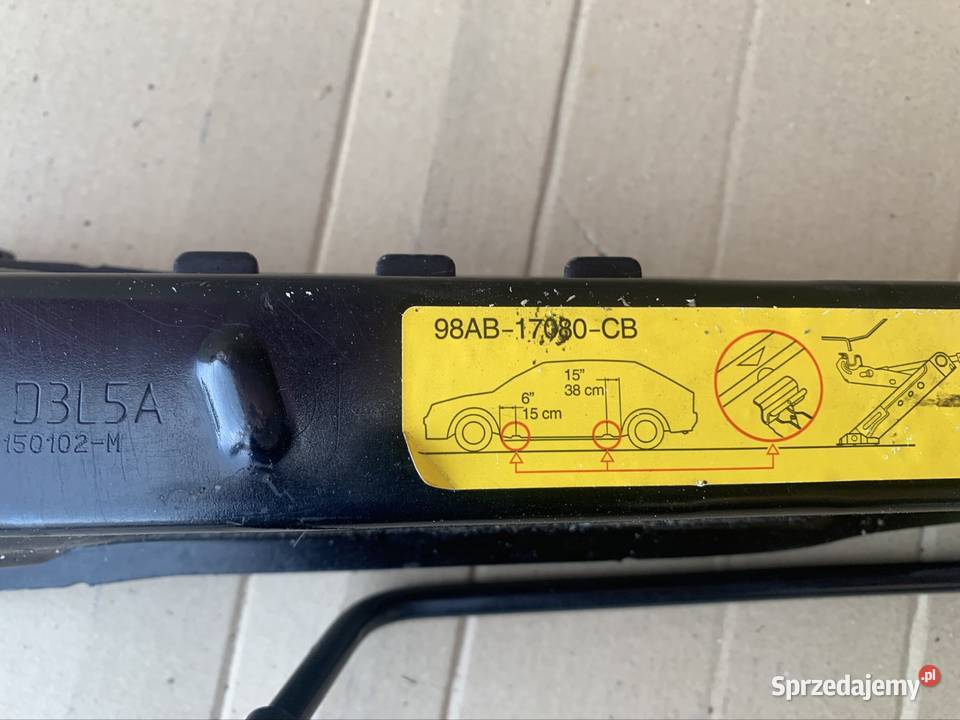 98AB-17080-CB
15"
38 cm
6"
15 cm
D3L5A
150102-M
Sprzedajemy.pl